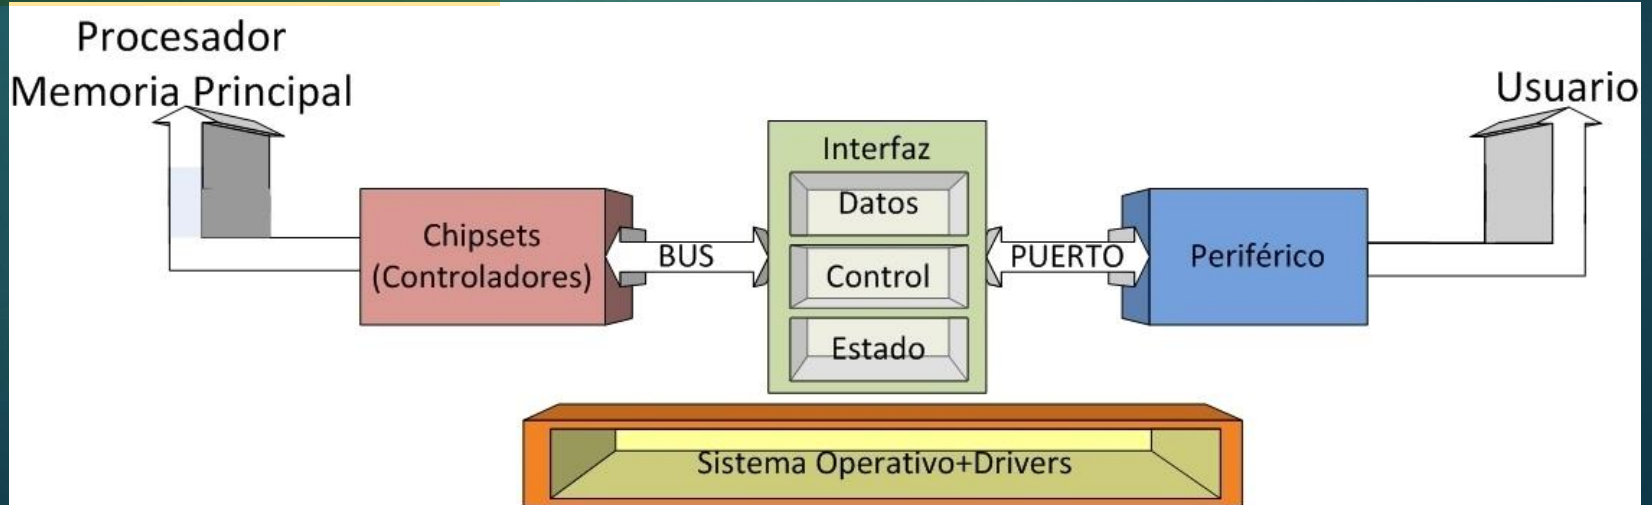 Procesador
Memoria Principal
Usuario
Interfaz
Datos
Chipsets
(Controladores)
BUS
Control
PUERTO
Periférico
Estado
Sistema Operativo+Drivers